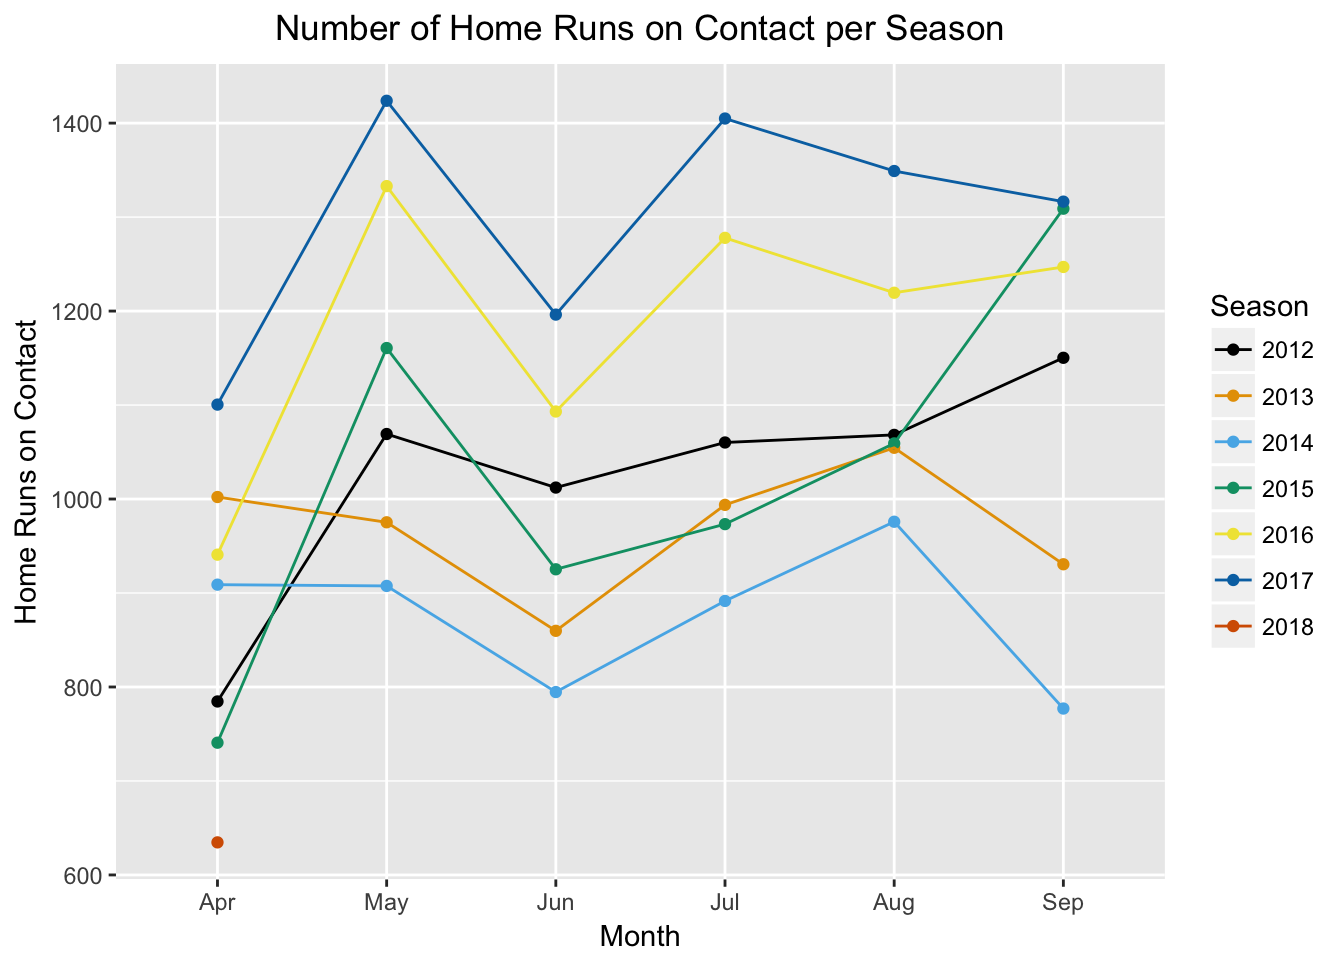 Number of Home Runs on Contact per Season
Home Runs on Contact
1400
1200
1000
800
600
Apr May Jun Jul Aug Sep
Month
Season
2012
2013
2014
2015
2016
2017
2018